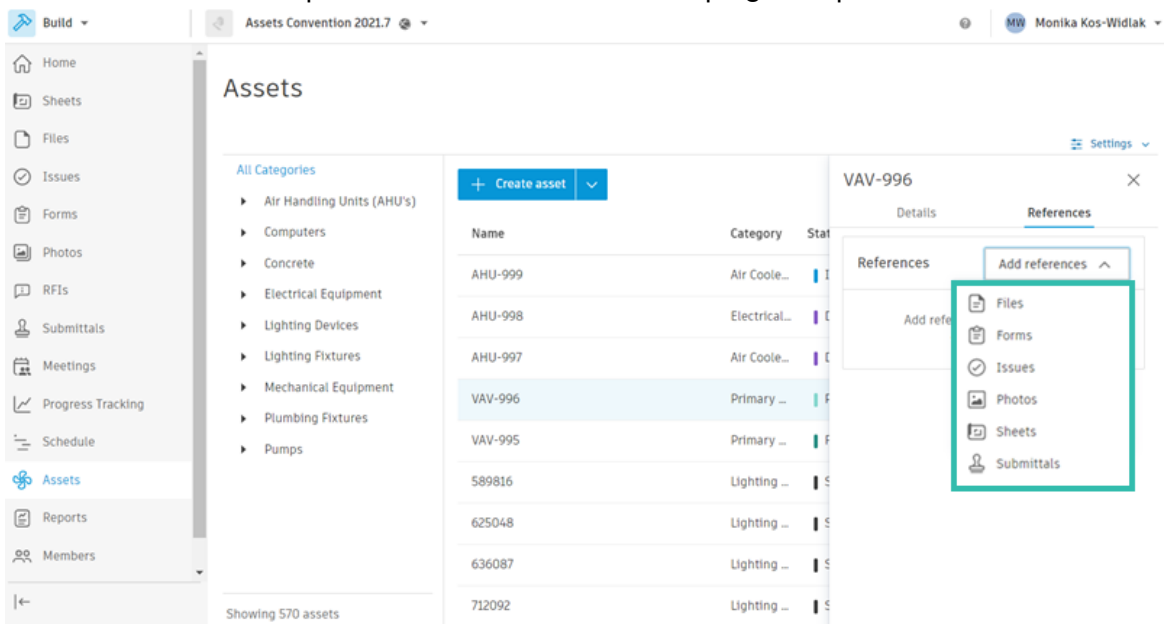 Build
Assets Convention 2021.7
MW Monika Kos-Widlak
Home
Sheets
Files
Issues
Forms
Photos
RFIs
Submittals
Meetings
Progress Tracking
Schedule
Assets
Reports
Members
Assets
Settings
All Categories
Air Handling Units (AHU's)
Computers
Concrete
Electrical Equipment
Lighting Devices
Lighting Fixtures
Mechanical Equipment
Plumbing Fixtures
Pumps
Showing 570 assets
+ Create asset
Name Category Stat
AHU-999 Air Coole...
AHU-998 Electrical...
AHU-997 Air Coole...
VAV-996 Primary ...
VAV-995 Primary ...
589816 Lighting ...
625048 Lighting ...
636087 Lighting ...
712092 Lighting ...
VAV-996
Details References
References Add references
Add refe
Files
Forms
Issues
Photos
Sheets
Submittals